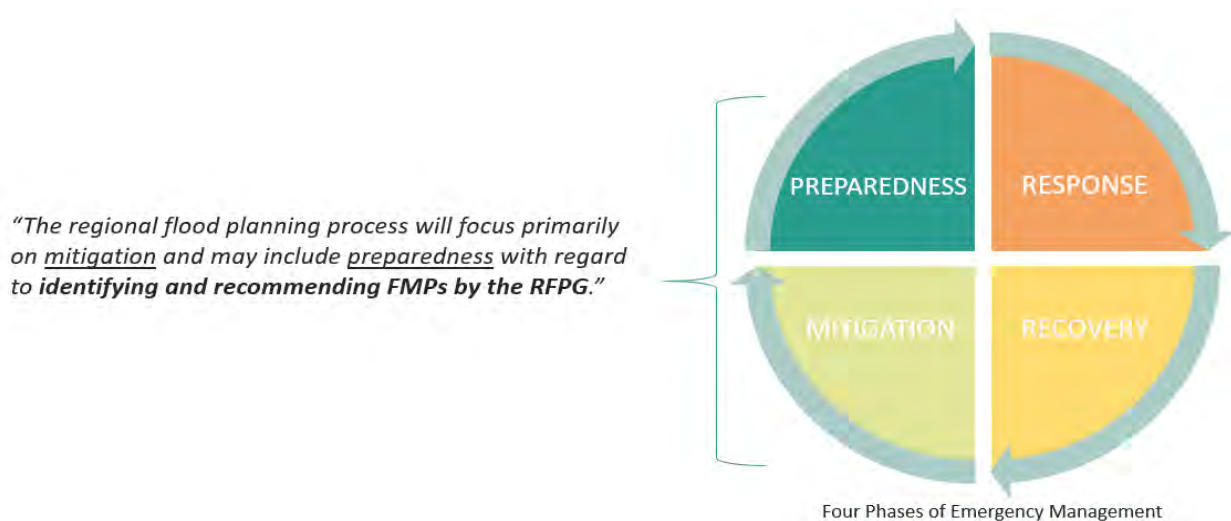 “The regional flood planning process will focus primarily
on mitigation and may include preparedness with regard
to identifying and recommending FMPs by the RFPG.”
PREPAREDNESS
RESPONSE
MITIGATION
RECOVERY
Four Phases of Emergency Management